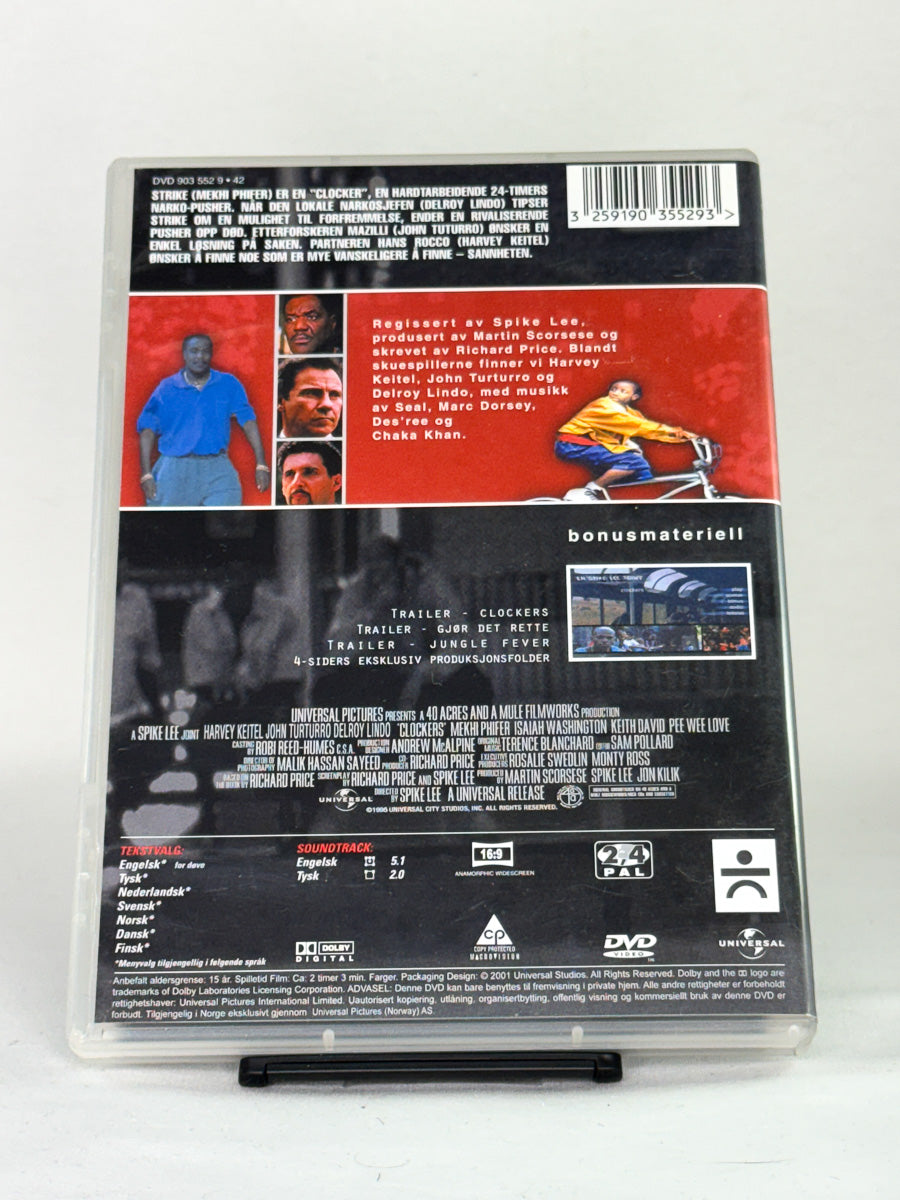 DVD 903 552 9 • 42
STRIKE (MEKHI PHIFER) ER EN "CLOCKER", EN HARDTARBEIDENDE 24-TIMERS
NARKO-PUSHER. NÅR DEN LOKALE NARKOSJEFEN (DELROY LINDO) TIPSER
STRIKE OM EN MULIGHET TIL FORFREMMELSE, ENDER EN RIVALISERENDE
PUSHER OPP DØD. ETTERFORSKEREN MAZILLI (JOHN TUTURRO) ØNSKER EN
ENKEL LØSNING PÅ SAKEN. PARTNEREN HANS ROCCO (HARVEY KEITEL)
ØNSKER Å FINNE NOE SOM ER MYE VANSKELIGERE Å FINNE – SANNHETEN.
3 259190 355293 >
Regissert av Spike Lee,
produsert av Martin Scorsese og
skrevet av Richard Price. Blandt
skuespillerne finner vi Harvey
Keitel, John Turturro og
Delroy Lindo, med musikk
av Seal, Marc Dorsey,
Des'ree og
Chaka Khan.
bonusmateriell
TRAILER - CLOCKERS
TRAILER - GJØR DET RETTE
TRAILER - JUNGLE FEVER
4-SIDERS EKSKLUSIV PRODUKSJONSFOLDER
UNIVERSAL PICTURES PRESENTS A 40 ACRES AND A MULE FILMWORKS PRODUCTION
A SPIKE LEE JOINT HARVEY KEITEL JOHN TURTURRO DELROY LINDO "CLOCKERS" MEKHI PHIFER ISAIAH WASHINGTON KEITH DAVID PEE WEE LOVE
CASTING BY ROBI REED-HUMES C.S.A. PRODUCTION DESIGNER ANDREW McALPINE ORIGINAL MUSIC TERENCE BLANCHARD EDITOR SAM POLLARD
DIRECTOR OF PHOTOGRAPHY MALIK HASSAN SAYEED CO-PRODUCER RICHARD PRICE EXECUTIVE PRODUCERS ROSALIE SWEDLIN MONTY ROSS
BASED ON THE BOOK BY RICHARD PRICE SCREENPLAY BY RICHARD PRICE AND SPIKE LEE PRODUCED BY MARTIN SCORSESE SPIKE LEE JON KILIK
UNIVERSAL DIRECTED BY SPIKE LEE A UNIVERSAL RELEASE
UNIVERSAL CITY STUDIOS, INC. ALL RIGHTS RESERVED.
TEKSTVALG:
Engelsk* for døve
Tysk*
Nederlandsk*
Svensk*
Norsk*
Dansk*
Finsk*
*Menyvalg tilgjengellig i følgende språk
SOUNDTRACK:
Engelsk 5.1
Tysk 2.0
16:9
ANAMORPHIC WIDESCREEN
2,4
PAL
DOLBY
DIGITAL
CP
COPY PROTECTED
MACROVISION
DVD
VIDEO
UNIVERSAL
Anbefalt aldersgrense: 15 år. Spilletid Film: Ca: 2 timer 3 min. Farger. Packaging Design: © 2001 Universal Studios. All Rights Reserved. Dolby and the logo are
trademarks of Dolby Laboratories Licensing Corporation. ADVASEL: Denne DVD kan bare benyttes til fremvisning i private hjem. Alle andre retigheter er forbeholdt
rettighetshaver: Universal Pictures International Limited. Uautorisert kopiering, utlåning, organisertbytting, offentlig visning og kommersiellt bruk av denne DVD er
forbudt. Tilgjengelig i Norge eksklusivt gjennom Universal Pictures (Norway) AS.